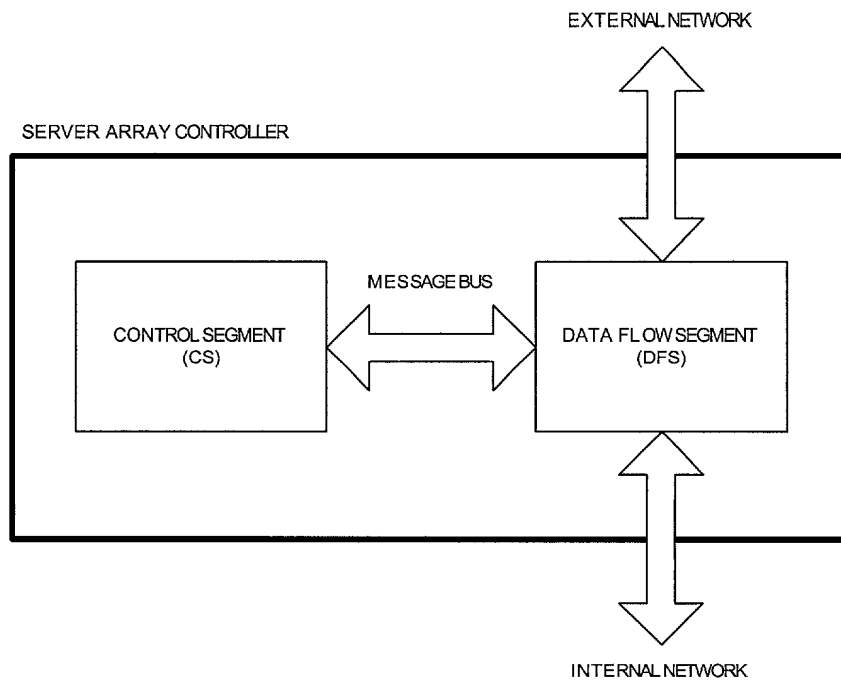 EXTERNAL NETWORK
SERVER ARRAY CONTROLLER
MESSAGE BUS
CONTROL SEGMENT
(CS)
DATA FLOW SEGMENT
(DFS)
INTERNAL NETWORK